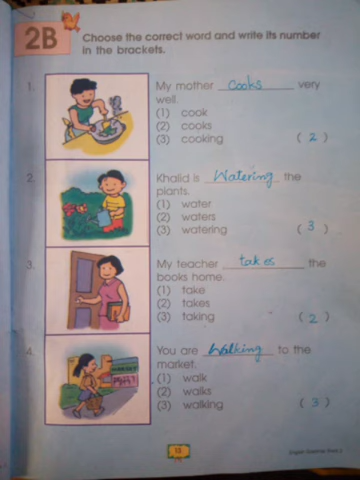 2B
Choose the correct word and write its number
in the brackets.
1. My mother cooks very
well.
(1) cook
(2) cooks
(3) cooking (2)
2. Khalid is Watering the
plants.
(1) water
(2) waters
(3) watering (3)
3. My teacher takes the
books home.
(1) take
(2) takes
(3) taking (2)
4. You are Walking to the
market.
(1) walk
(2) walks
(3) walking (3)